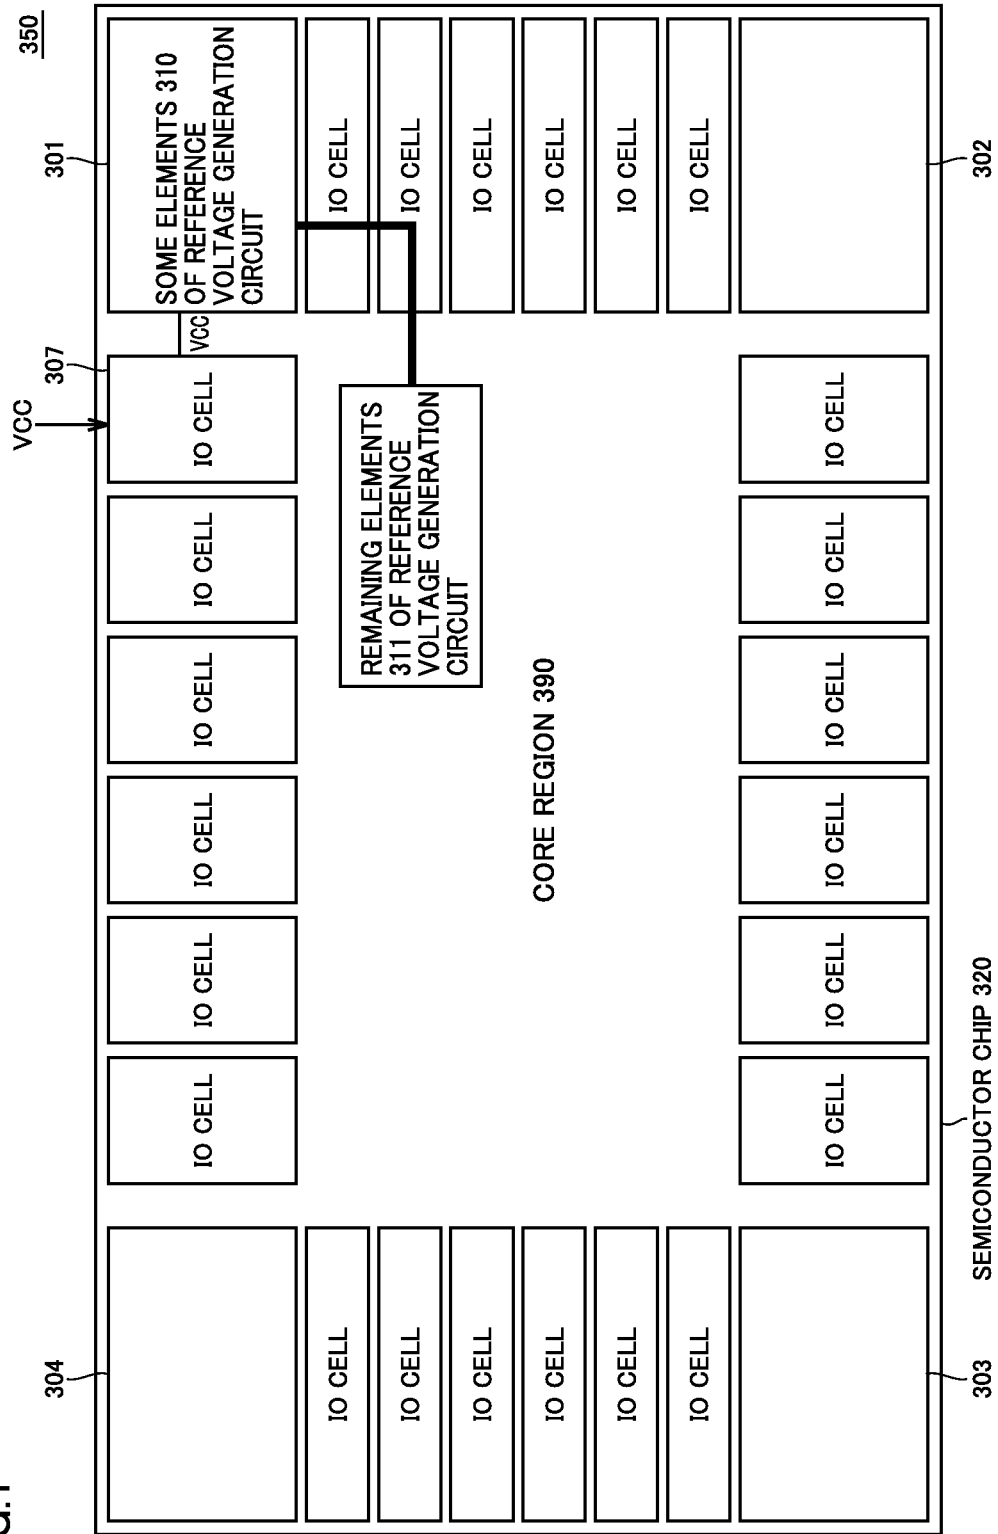 350
304
VCC
307
301
IO CELL
IO CELL
IO CELL
IO CELL
IO CELL
IO CELL
VCC
SOME ELEMENTS 310
OF REFERENCE
VOLTAGE GENERATION
CIRCUIT
IO CELL
IO CELL
IO CELL
IO CELL
IO CELL
IO CELL
REMAINING ELEMENTS
311 OF REFERENCE
VOLTAGE GENERATION
CIRCUIT
CORE REGION 390
IO CELL
IO CELL
IO CELL
IO CELL
IO CELL
IO CELL
IO CELL
IO CELL
IO CELL
IO CELL
IO CELL
IO CELL
303
SEMICONDUCTOR CHIP 320
302